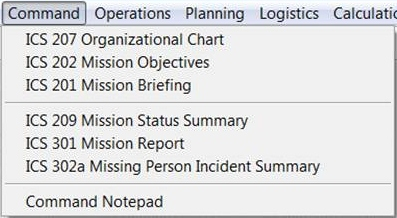 Command Operations Planning Logistics
ICS 207 Organizational Chart
ICS 202 Mission Objectives
ICS 201 Mission Briefing
ICS 209 Mission Status Summary
ICS 301 Mission Report
ICS 302a Missing Person Incident Summary
Command Notepad